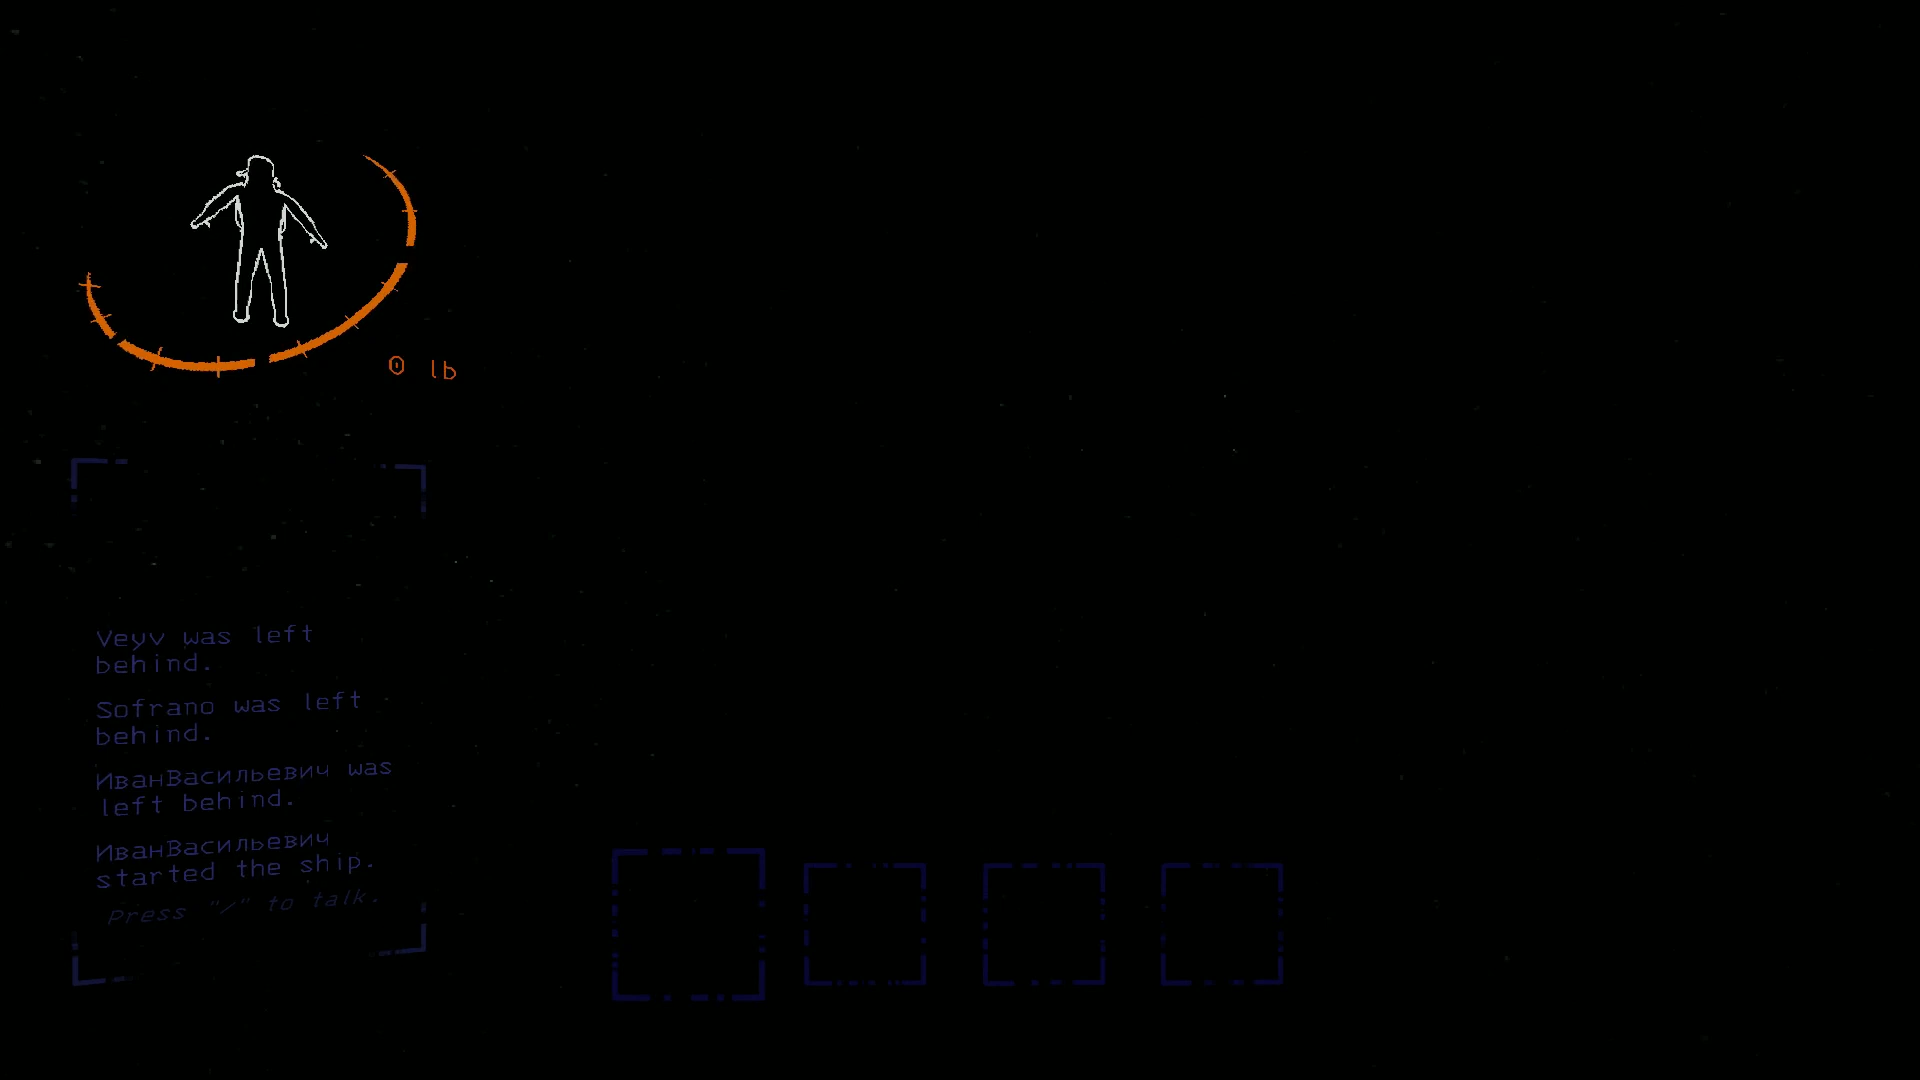 0 lb
Veyv was left
behind.
Sofrano was left
behind.
ИванВасильевич was
left behind.
ИванВасильевич
started the ship.
Press "/" to talk.